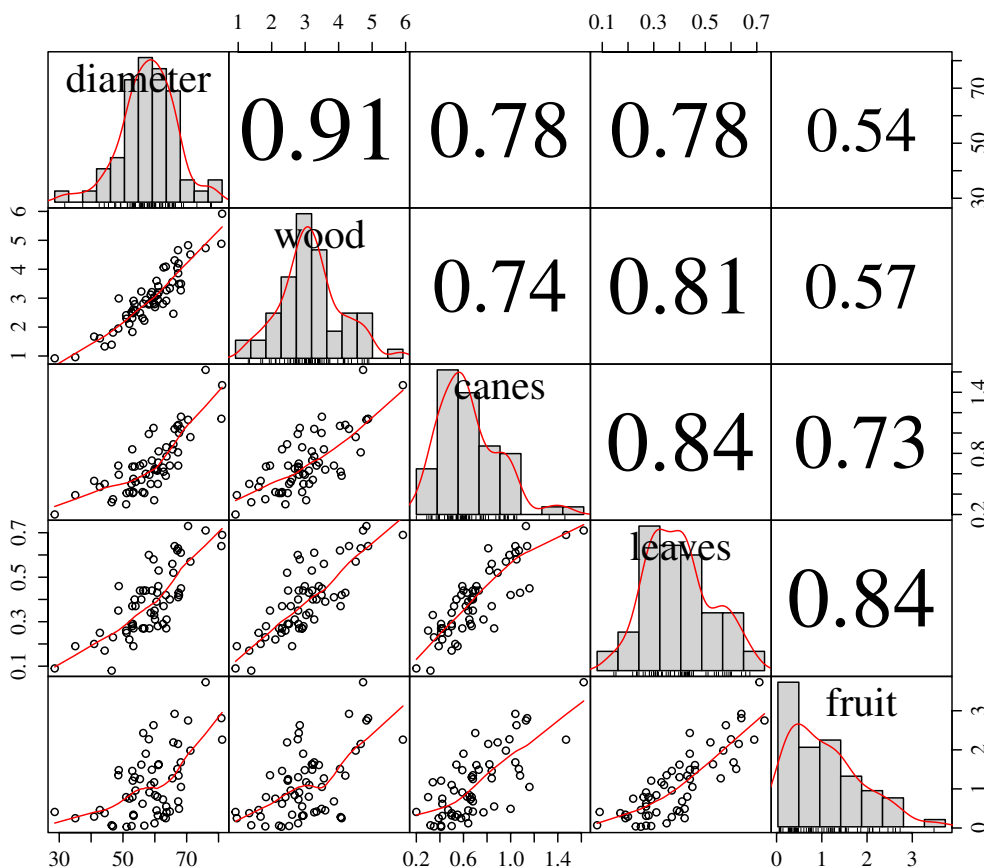 1 2 3 4 5 6 0.1 0.3 0.5 0.7
diameter 0.91 0.78 0.78 0.54
30 50 70
1 2 3 4 5 6
wood 0.74 0.81 0.57
canes 0.84 0.73
0.2 0.8 1.4
0.1 0.3 0.5 0.7
leaves 0.84
fruit
0 1 2 3
30 50 70 0.2 0.6 1.0 1.4 0 1 2 3